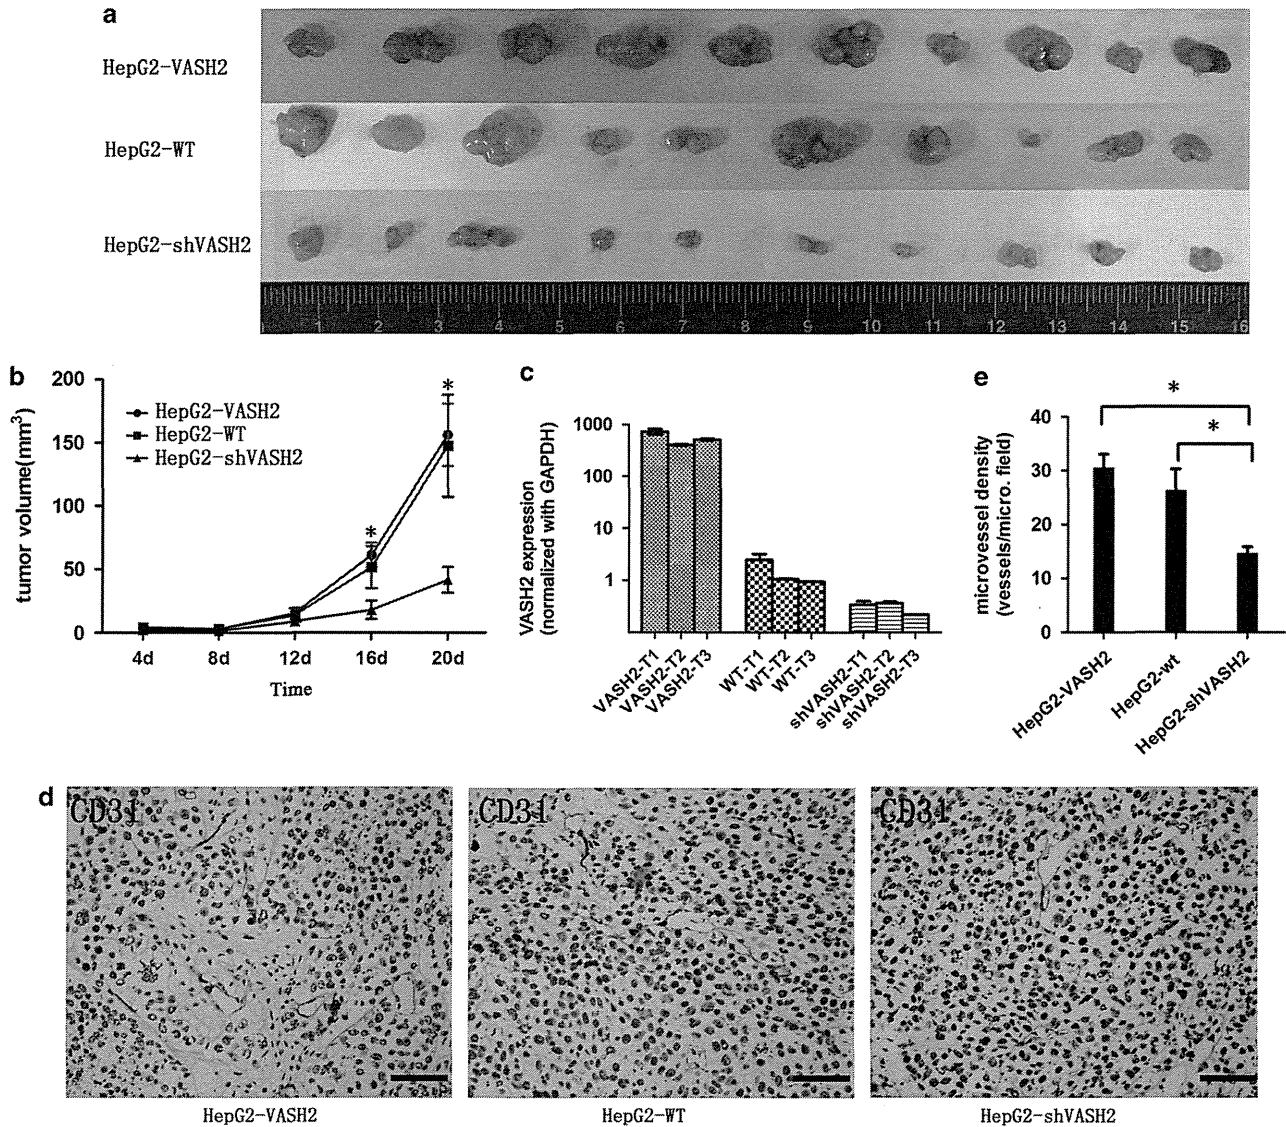 a
HepG2-VASH2
HepG2-WT
HepG2-shVASH2
1 2 3 4 5 6 7 8 9 10 11 12 13 14 15 16
b
tumor volume(mm³)
200
150
100
50
0
HepG2-VASH2
HepG2-WT
HepG2-shVASH2
*
*
4d 8d 12d 16d 20d
Time
c
VASH2 expression
(normalized with GAPDH)
1000
100
10
1
VASH2-T1
VASH2-T2
VASH2-T3
WT-T1
WT-T2
WT-T3
shVASH2-T1
shVASH2-T2
shVASH2-T3
e
microvessel density
(vessels/micro. field)
40
30
20
10
0
*
*
HepG2-VASH2
HepG2-wt
HepG2-shVASH2
d
CD31
CD31
CD31
HepG2-VASH2
HepG2-WT
HepG2-shVASH2